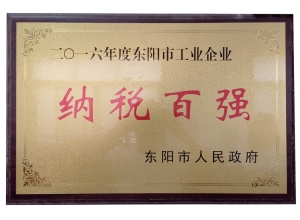 二〇一六年度东阳市工业企业
纳税百强
东阳市人民政府